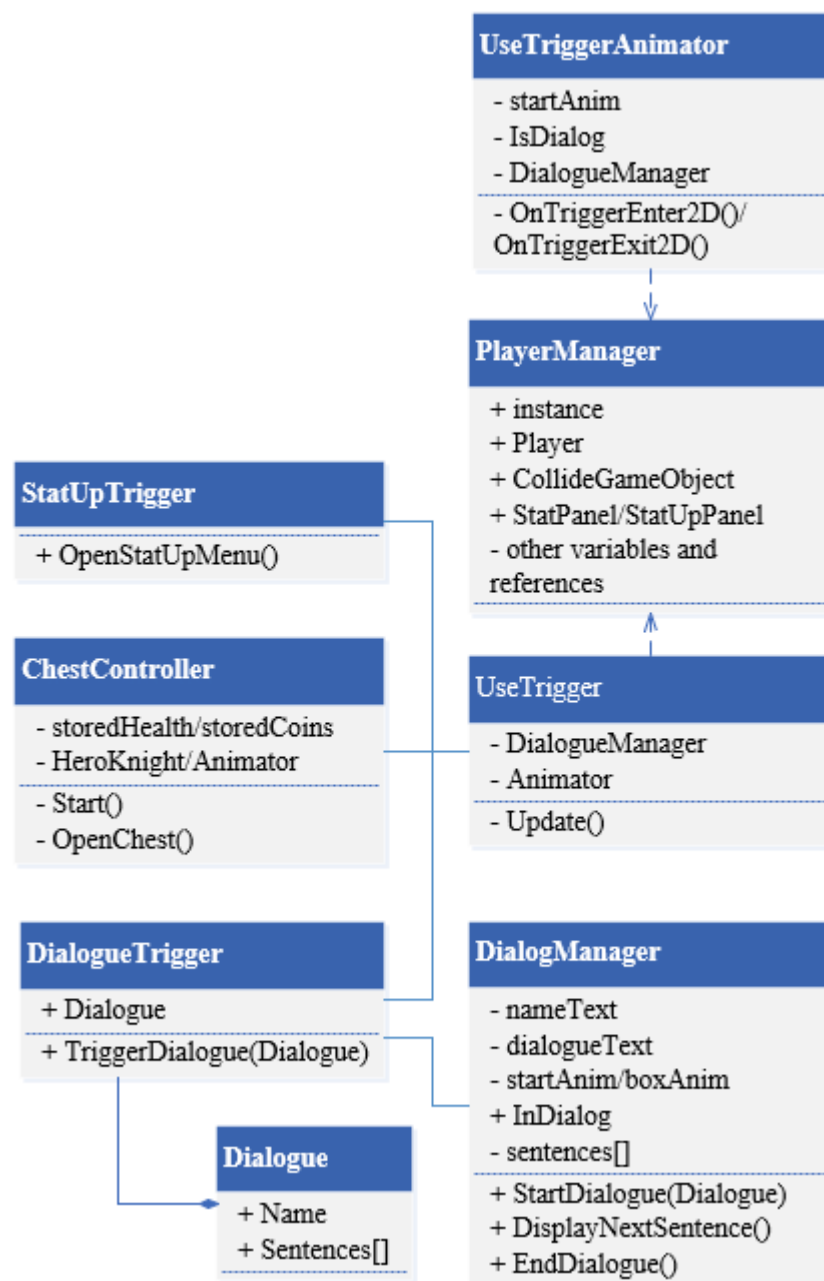 UseTriggerAnimator
- startAnim
- IsDialog
- DialogueManager
- OnTriggerEnter2D()/
OnTriggerExit2D()
PlayerManager
+ instance
+ Player
+ CollideGameObject
+ StatPanel/StatUpPanel
- other variables and
references
StatUpTrigger
+ OpenStatUpMenu()
ChestController
- storedHealth/storedCoins
- HeroKnight/Animator
- Start()
- OpenChest()
UseTrigger
- DialogueManager
- Animator
- Update()
DialogueTrigger
+ Dialogue
+ TriggerDialogue(Dialogue)
DialogManager
- nameText
- dialogueText
- startAnim/boxAnim
+ InDialog
- sentences[]
+ StartDialogue(Dialogue)
+ DisplayNextSentence()
+ EndDialogue()
Dialogue
+ Name
+ Sentences[]